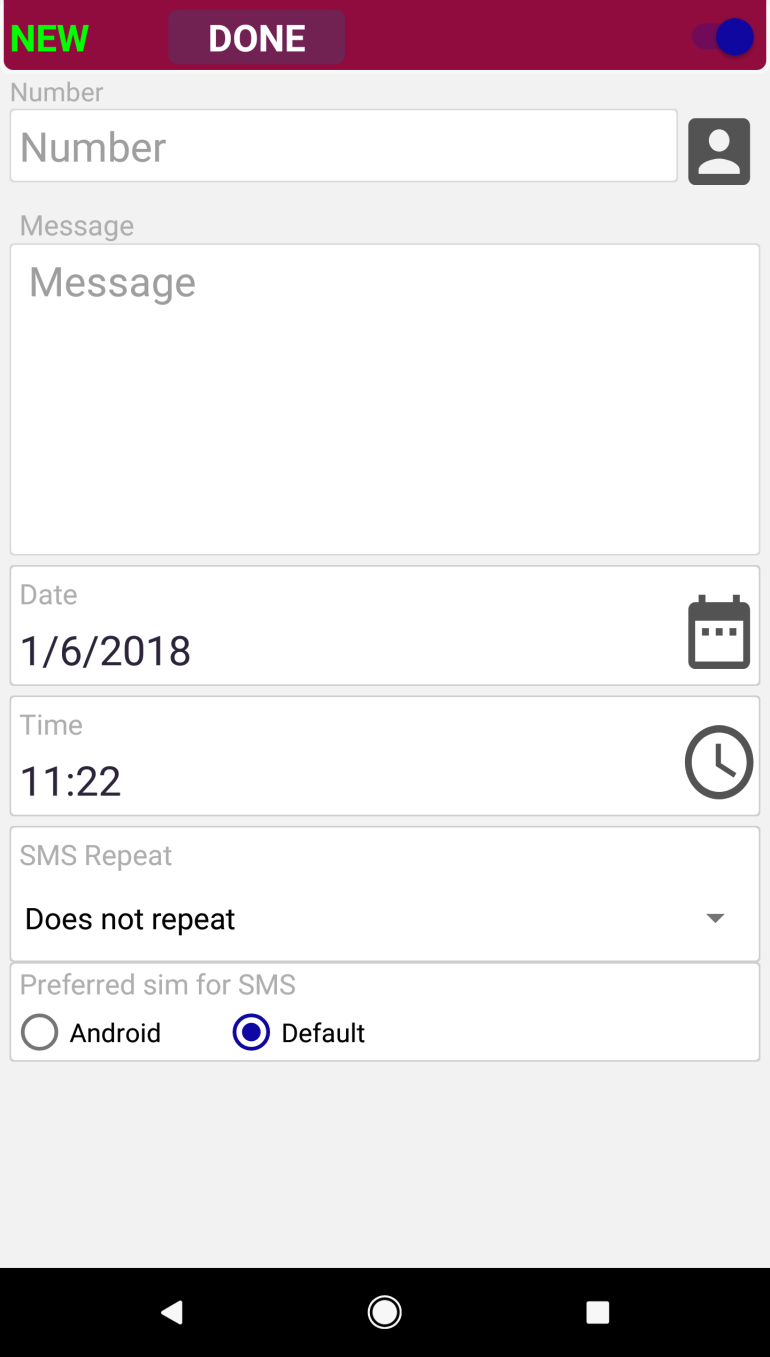 NEW DONE
Number
Number
Message
Message
Date
1/6/2018
Time
11:22
SMS Repeat
Does not repeat
Preferred sim for SMS
Android Default